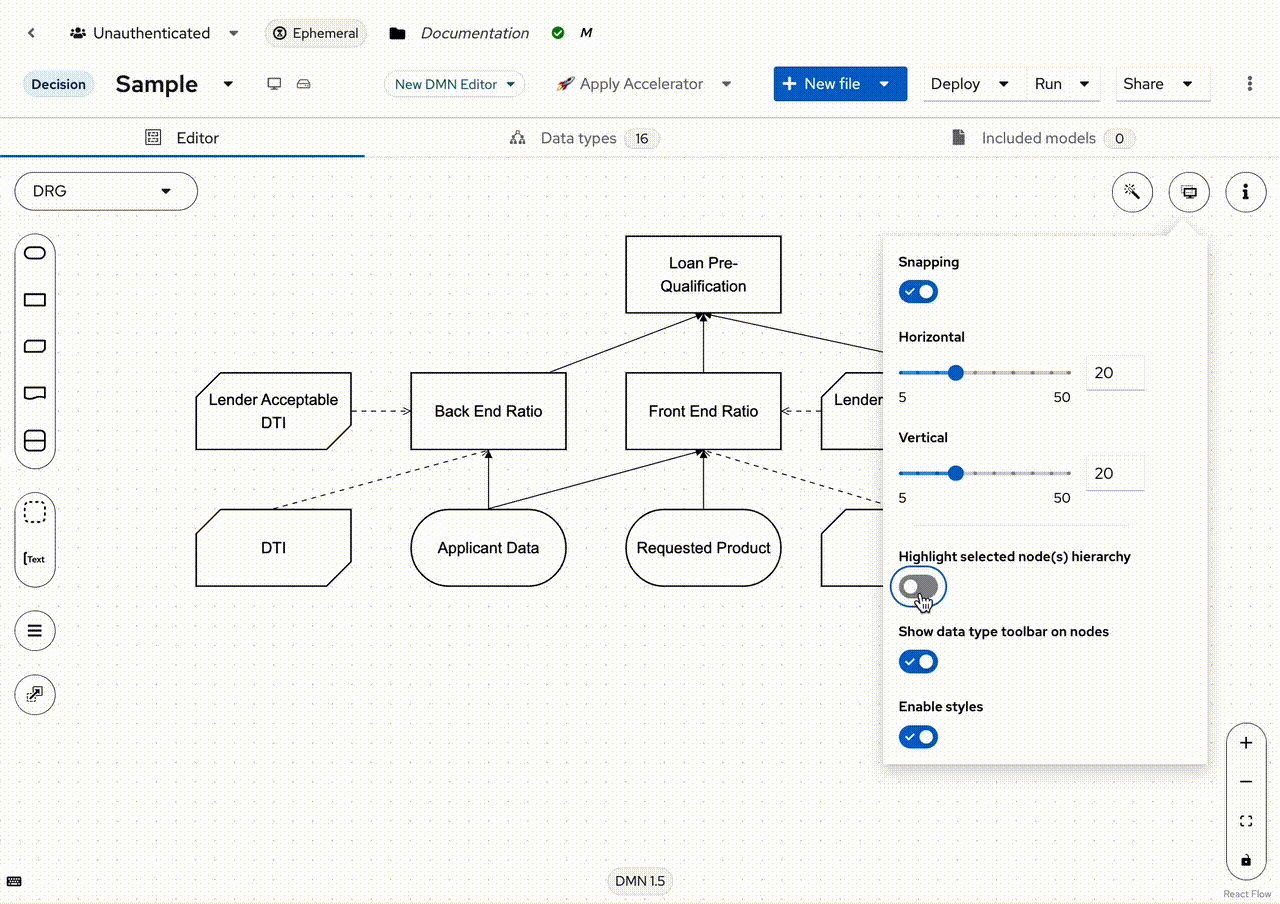 Unauthenticated
Ephemeral
Documentation
M
Decision
Sample
New DMN Editor
Apply Accelerator
New file
Deploy
Run
Share
Editor
Data types 16
Included models 0
DRG
Loan Pre-
Qualification
Lender Acceptable
DTI
Back End Ratio
Front End Ratio
Lender
DTI
Applicant Data
Requested Product
Text
Snapping
Horizontal
20
5 50
Vertical
20
5 50
Highlight selected node(s) hierarchy
Show data type toolbar on nodes
Enable styles
DMN 1.5
React Flow